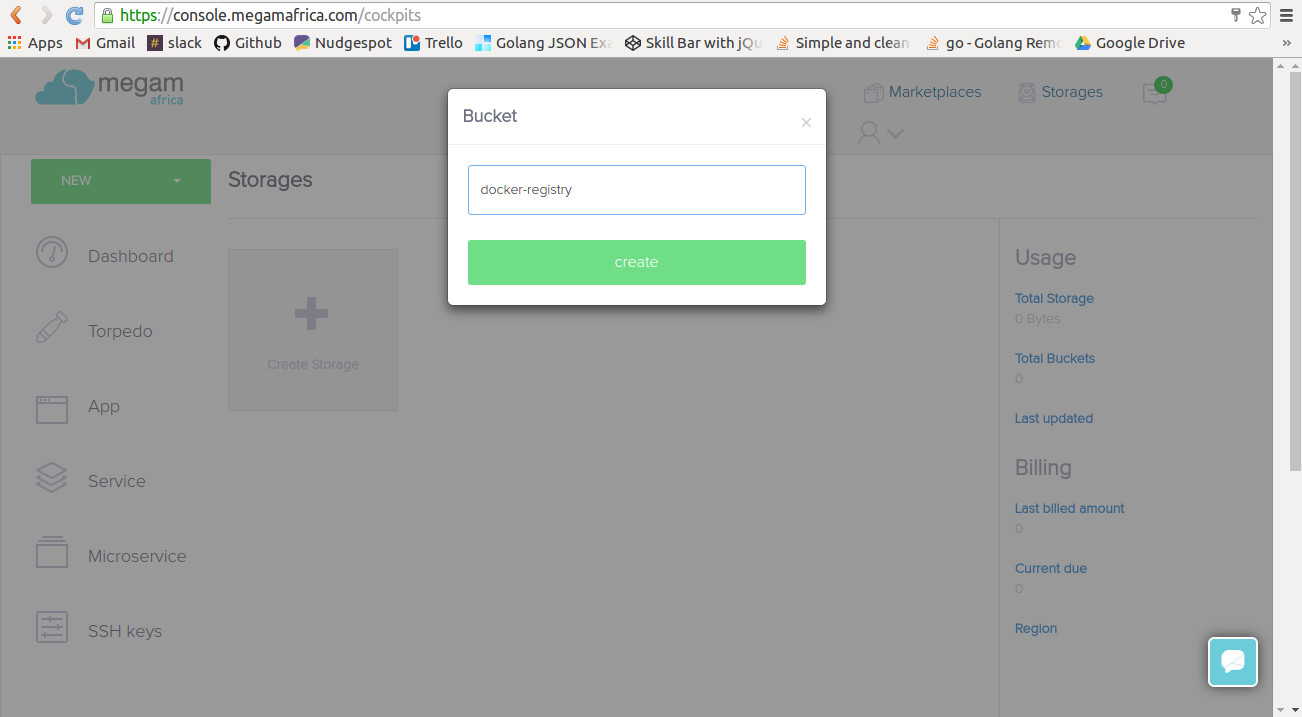 https://console.megamafrica.com/cockpits
Apps Gmail slack Github Nudgespot Trello Golang JSON Exa Skill Bar with jQu Simple and clean go - Golang Remo Google Drive »
megam
africa
Marketplaces Storages 0
Bucket ×
docker-registry
create
NEW
Storages
Dashboard
Torpedo
App
Service
Microservice
SSH keys
Create Storage
Usage
Total Storage
0 Bytes
Total Buckets
0
Last updated
Billing
Last billed amount
0
Current due
0
Region